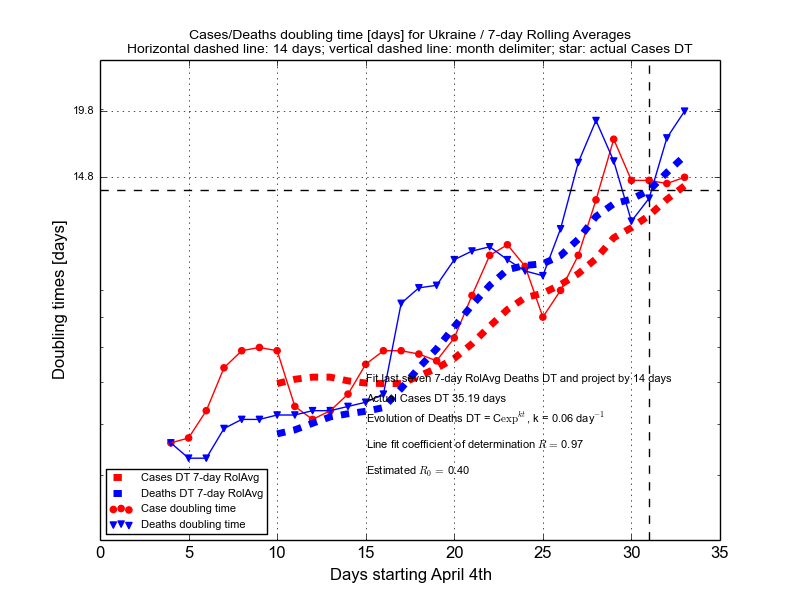 Cases/Deaths doubling time [days] for Ukraine / 7-day Rolling Averages
Horizontal dashed line: 14 days; vertical dashed line: month delimiter; star: actual Cases DT
19.8
14.8
Doubling times [days]
Fit last seven 7-day RolAvg Deaths DT and project by 14 days
Actual Cases DT 35.19 days
Evolution of Deaths DT = Cexp^{kt}, k = 0.06 day^{-1}
Line fit coefficient of determination R = 0.97
Estimated R_0 = 0.40
Cases DT 7-day RolAvg
Deaths DT 7-day RolAvg
Case doubling time
Deaths doubling time
0 5 10 15 20 25 30 35
Days starting April 4th